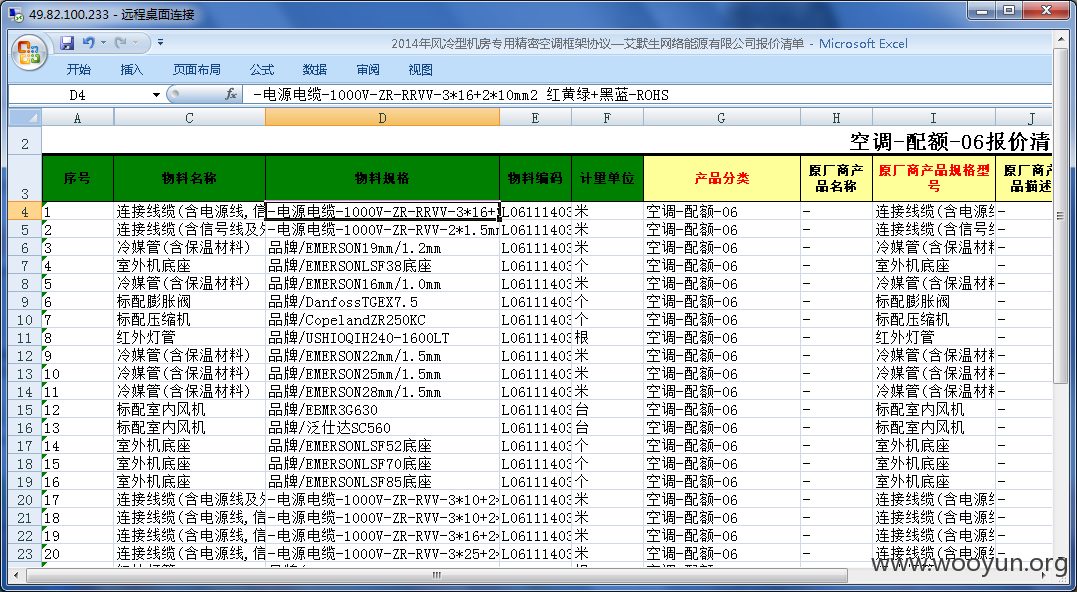 49.82.100.233 - 远程桌面连接
2014年风冷型机房专用精密空调框架协议—艾默生网络能源有限公司报价清单 - Microsoft Excel
开始 插入 页面布局 公式 数据 审阅 视图
D4 fx -电源电缆-1000V-ZR-RRVV-3*16+2*10mm2 红黄绿+黑蓝-ROHS
A C D E F G H I J
2 空调-配额-06报价清
3 序号 物料名称 物料规格 物料编码 计量单位 产品分类 原厂商产品名称 原厂商产品规格型号 原厂商产品描述
4 1 连接线缆(含电源线,信 -电源电缆-1000V-ZR-RRVV-3*16+ L06111403 米 空调-配额-06 - 连接线缆(含电源线 -
5 2 连接线缆(含信号线及 -电源电缆-1000V-ZR-RVV-2*1.5mm L06111403 米 空调-配额-06 - 连接线缆(含信号线 -
6 3 冷媒管(含保温材料) 品牌/EMERSON19mm/1.2mm L06111403 米 空调-配额-06 - 冷媒管(含保温材料 -
7 4 室外机底座 品牌/EMERSONLSF38底座 L06111403 个 空调-配额-06 - 室外机底座 -
8 5 冷媒管(含保温材料) 品牌/EMERSON16mm/1.0mm L06111403 米 空调-配额-06 - 冷媒管(含保温材料 -
9 6 标配膨胀阀 品牌/DanfossTGEX7.5 L06111403 个 空调-配额-06 - 标配膨胀阀 -
10 7 标配压缩机 品牌/CopelandZR250KC L06111403 个 空调-配额-06 - 标配压缩机 -
11 8 红外灯管 品牌/USHIOQIH240-1600LT L06111403 根 空调-配额-06 - 红外灯管 -
12 9 冷媒管(含保温材料) 品牌/EMERSON22mm/1.5mm L06111403 米 空调-配额-06 - 冷媒管(含保温材料 -
13 10 冷媒管(含保温材料) 品牌/EMERSON25mm/1.5mm L06111403 米 空调-配额-06 - 冷媒管(含保温材料 -
14 11 冷媒管(含保温材料) 品牌/EMERSON28mm/1.5mm L06111403 米 空调-配额-06 - 冷媒管(含保温材料 -
15 12 标配室内风机 品牌/EBMR3G630 L06111403 台 空调-配额-06 - 标配室内风机 -
16 13 标配室内风机 品牌/泛仕达SC560 L06111403 台 空调-配额-06 - 标配室内风机 -
17 14 室外机底座 品牌/EMERSONLSF52底座 L06111403 个 空调-配额-06 - 室外机底座 -
18 15 室外机底座 品牌/EMERSONLSF70底座 L06111403 个 空调-配额-06 - 室外机底座 -
19 16 室外机底座 品牌/EMERSONLSF85底座 L06111403 个 空调-配额-06 - 室外机底座 -
20 17 连接线缆(含电源线及 -电源电缆-1000V-ZR-RVV-3*10+2 L06111403 米 空调-配额-06 - 连接线缆(含电源线 -
21 18 连接线缆(含电源线,信 -电源电缆-1000V-ZR-RVV-3*10+2 L06111403 米 空调-配额-06 - 连接线缆(含电源线 -
22 19 连接线缆(含电源线,信 -电源电缆-1000V-ZR-RVV-3*16+2 L06111403 米 空调-配额-06 - 连接线缆(含电源线 -
23 20 连接线缆(含电源线,信 -电源电缆-1000V-ZR-RVV-3*25+2 L06111403 米 空调-配额-06 - 连接线缆(含电源线 -
www.wooyun.org